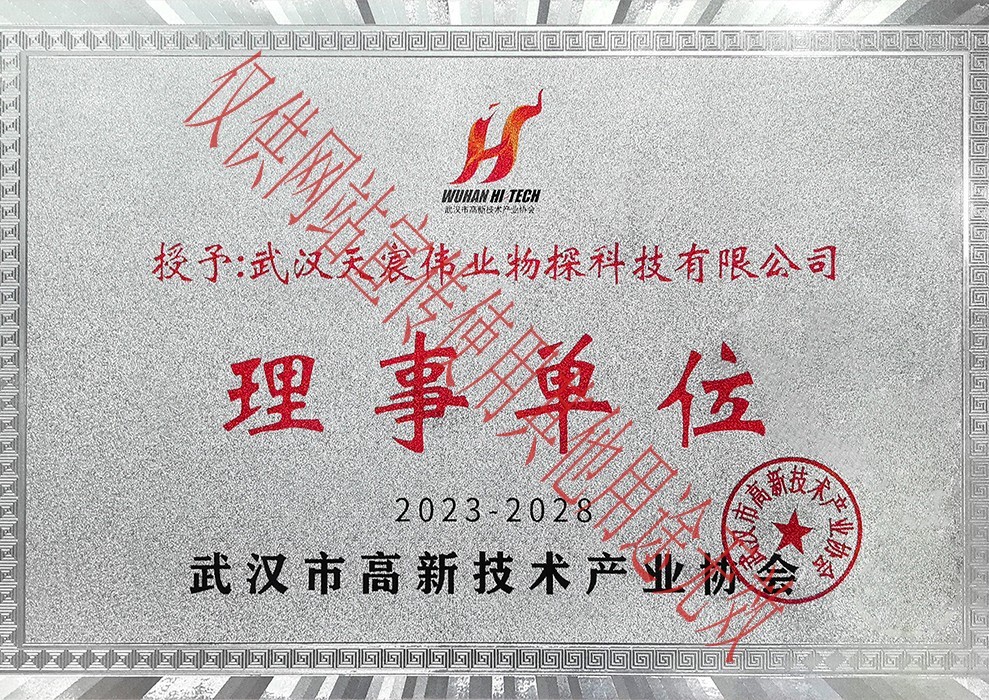 WUHAN HI-TECH
武汉市高新技术产业协会
授予:武汉天宸伟业物探科技有限公司
理事单位
2023-2028
武汉市高新技术产业协会
武汉市高新技术产业协会
仅供网站宣传使用其他用途无效